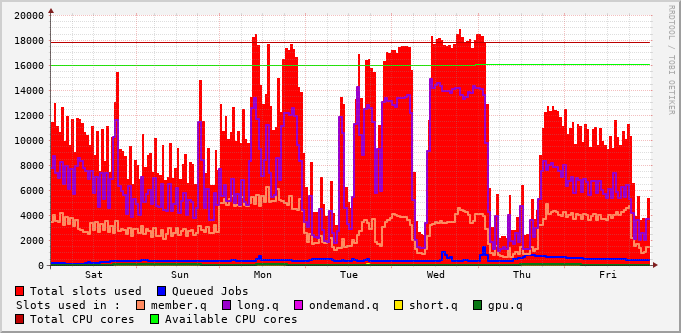 20000
18000
16000
14000
12000
10000
8000
6000
4000
2000
0
Sat Sun Mon Tue Wed Thu Fri
Total slots used Queued Jobs
Slots used in : member.q long.q ondemand.q short.q gpu.q
Total CPU cores Available CPU cores
RRDTOOL / TOBI OETIKER